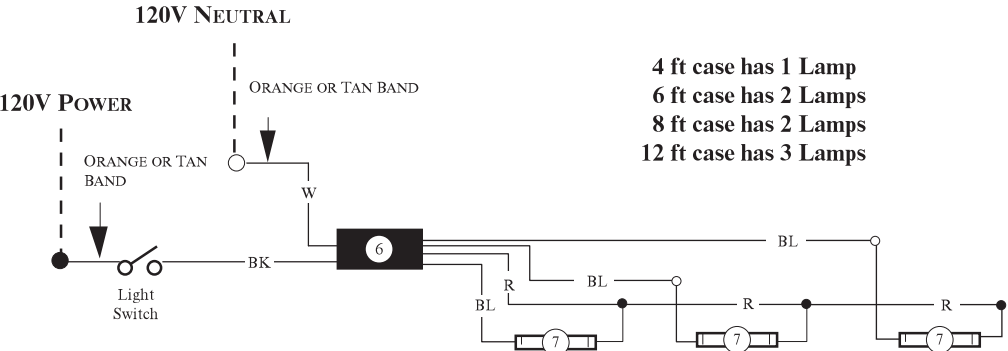 120V NEUTRAL
ORANGE OR TAN BAND
120V POWER
ORANGE OR TAN
BAND
4 ft case has 1 Lamp
6 ft case has 2 Lamps
8 ft case has 2 Lamps
12 ft case has 3 Lamps
W
6
BK
Light
Switch
BL
BL
R
BL
R
R
7
7
7